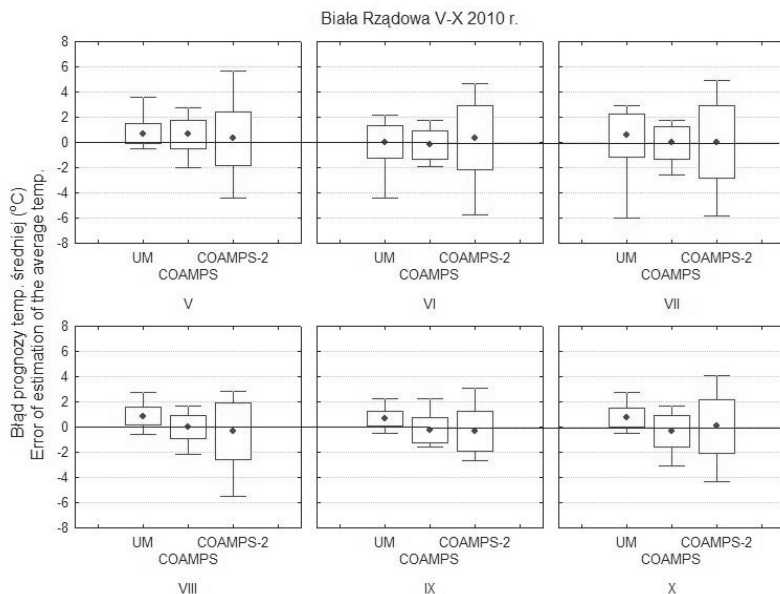 Biała Rządowa V-X 2010 r.
Błąd prognozy temp. średniej (°C)
Error of estimation of the average temp.
8
6
4
2
0
-2
-4
-6
-8
UM COAMPS-2
COAMPS
V
UM COAMPS-2
COAMPS
VI
UM COAMPS-2
COAMPS
VII
8
6
4
2
0
-2
-4
-6
-8
UM COAMPS-2
COAMPS
VIII
UM COAMPS-2
COAMPS
IX
UM COAMPS-2
COAMPS
X